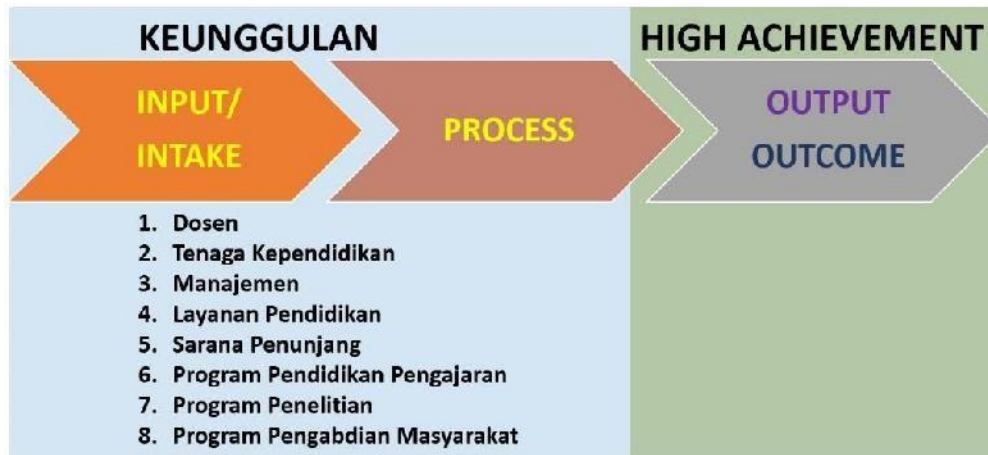 KEUNGGULAN
HIGH ACHIEVEMENT
INPUT/
INTAKE
PROCESS
OUTPUT
OUTCOME
1. Dosen
2. Tenaga Kependidikan
3. Manajemen
4. Layanan Pendidikan
5. Sarana Penunjang
6. Program Pendidikan Pengajaran
7. Program Penelitian
8. Program Pengabdian Masyarakat